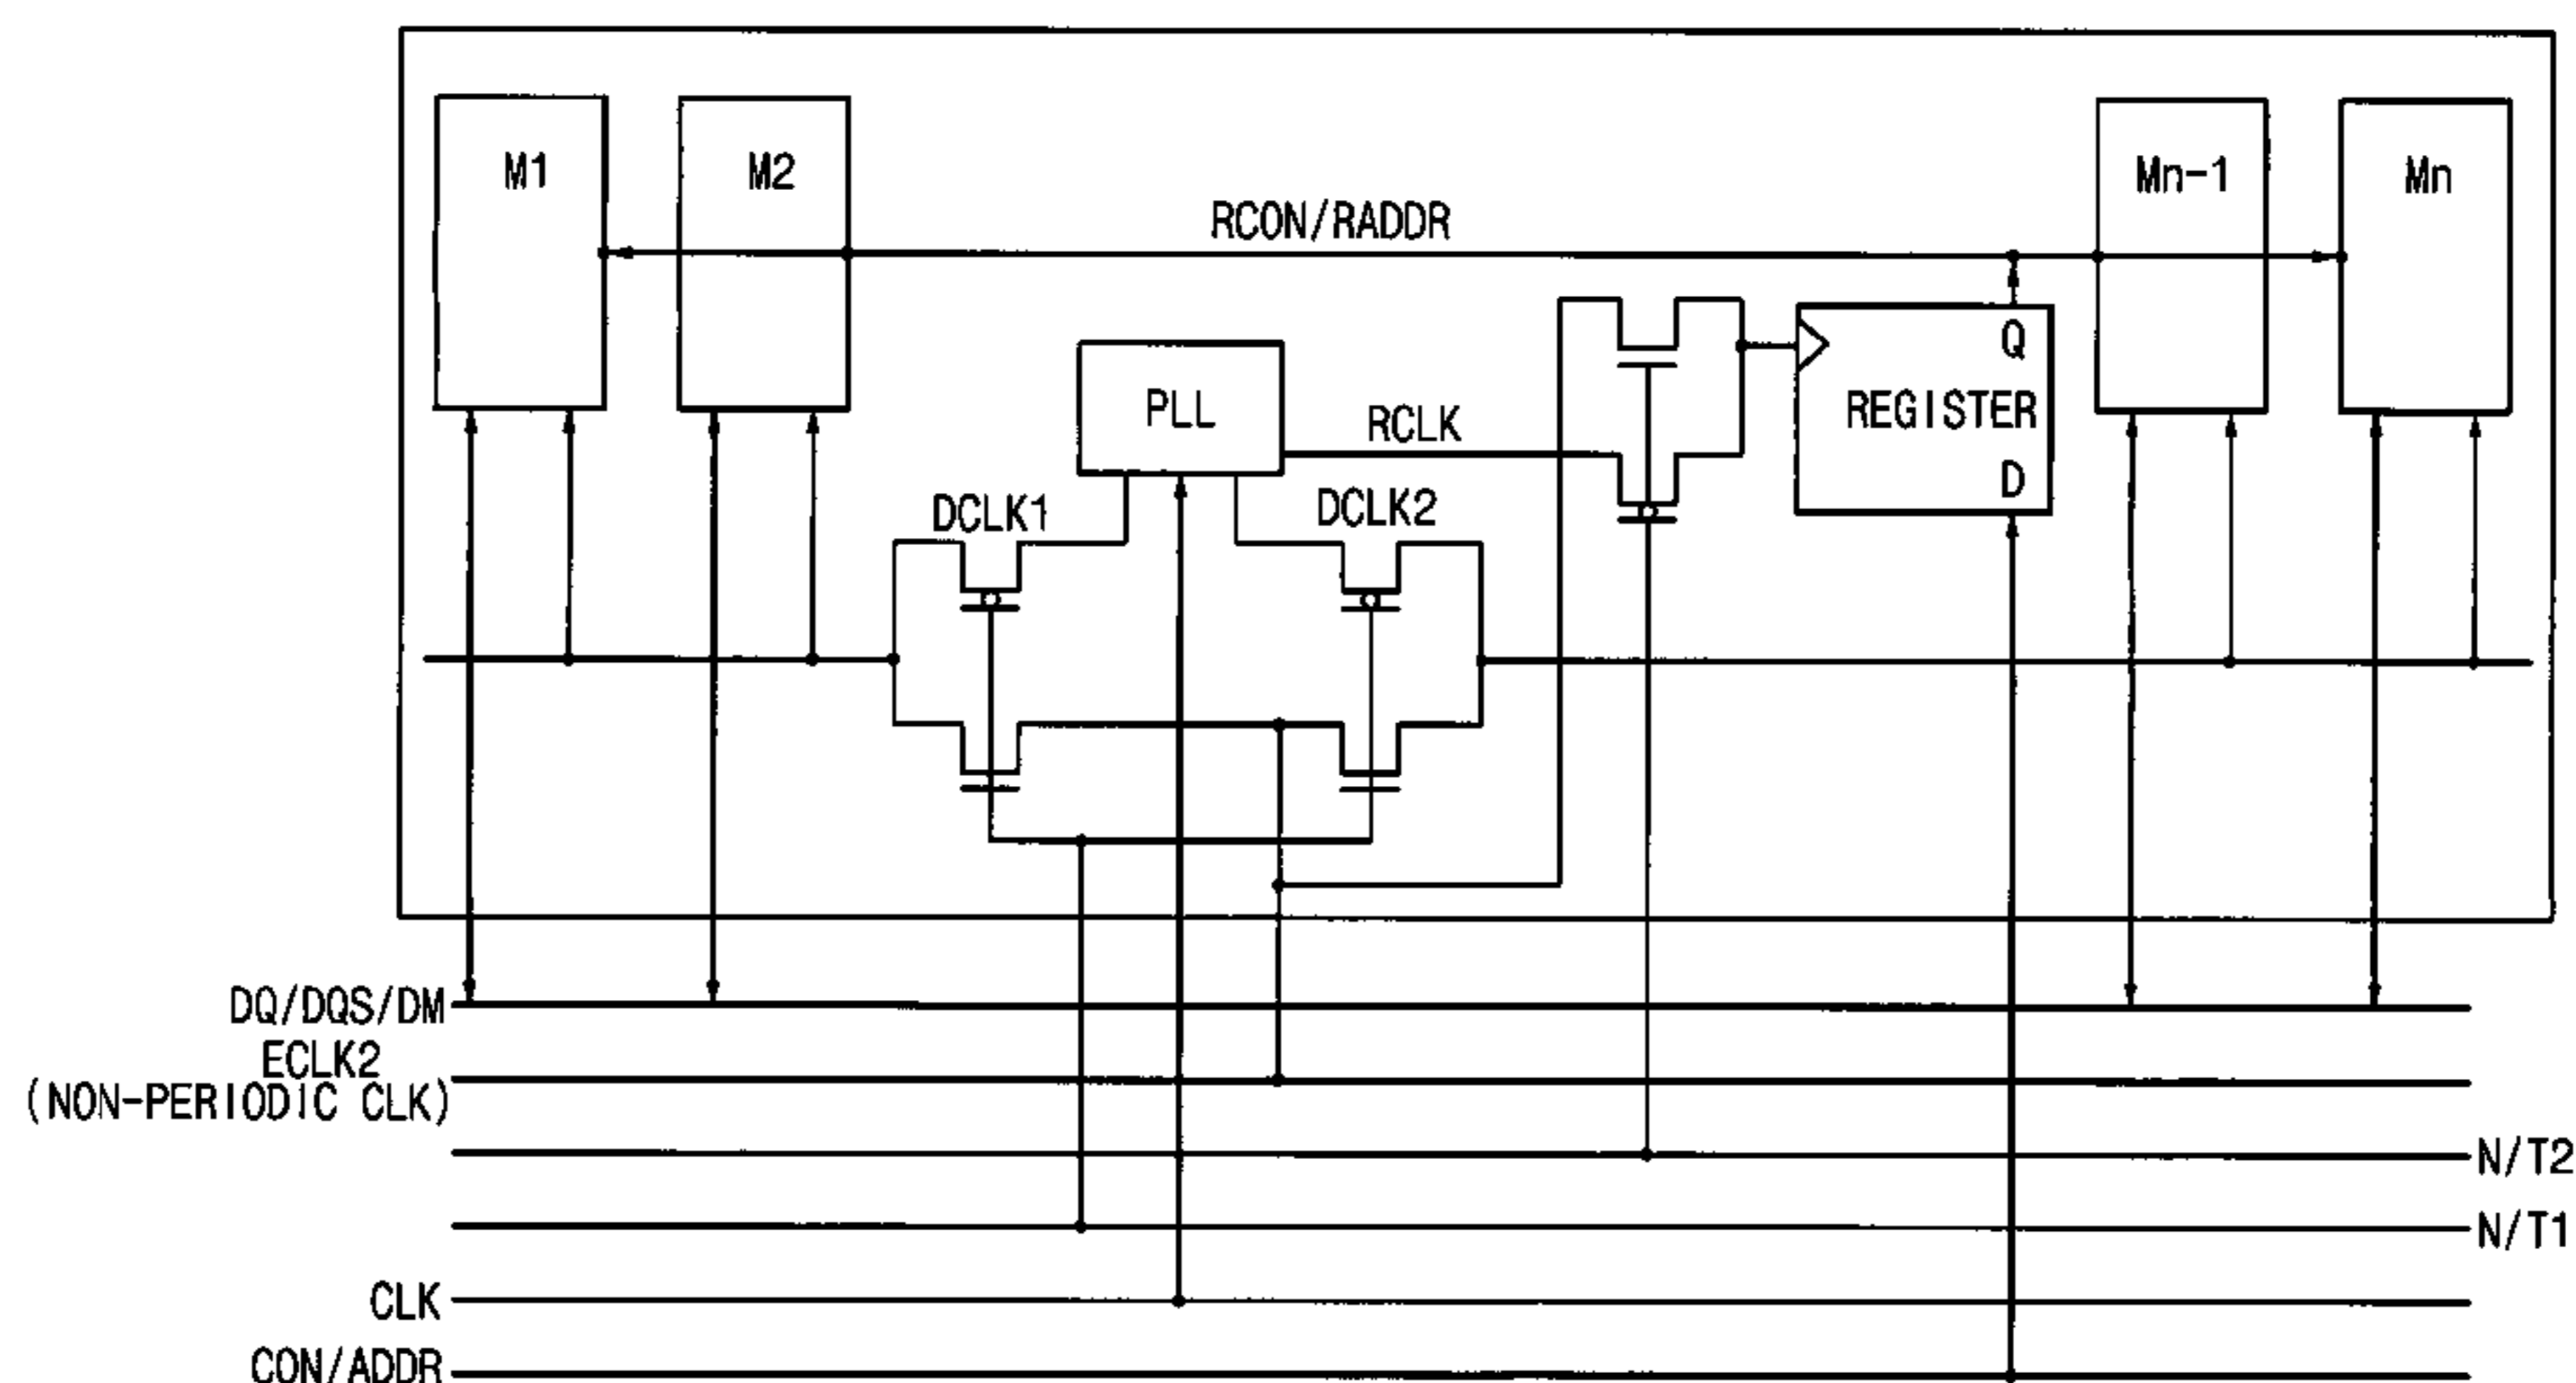 M1
M2
Mn-1
Mn
RCON/RADDR
PLL
RCLK
Q
REGISTER
D
DCLK1
DCLK2
DQ/DQS/DM
ECLK2
(NON-PERIODIC CLK)
N/T2
N/T1
CLK
CON/ADDR